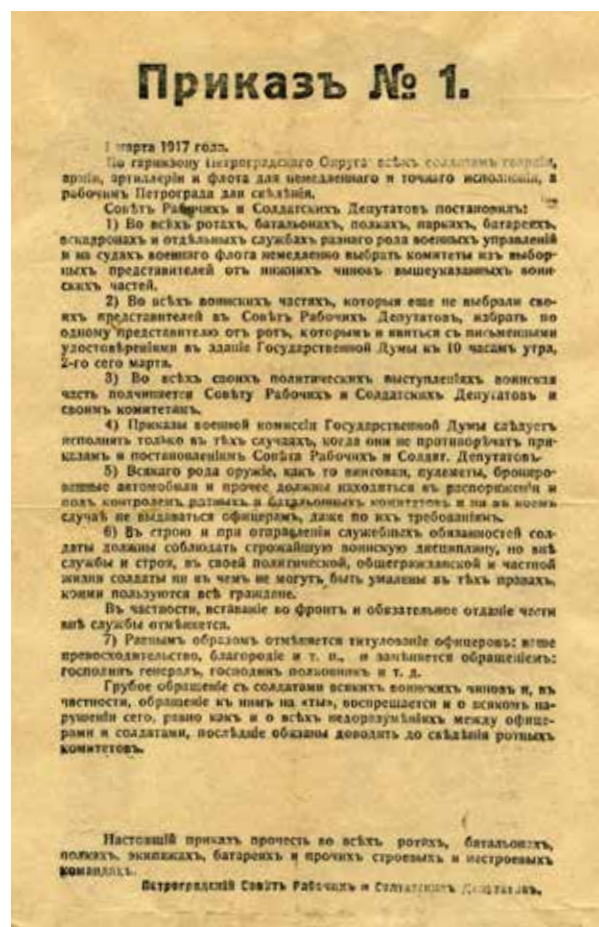 Приказъ № 1.
1 марта 1917 года.
По гарнизону Петроградскаго Округа всѣмъ солдатамъ гвардіи,
арміи, артиллеріи и флота для немедленнаго и точнаго исполненія, а
рабочимъ Петрограда для свѣдѣнія.
Совѣтъ Рабочихъ и Солдатскихъ Депутатовъ постановилъ:
1) Во всѣхъ ротахъ, батальонахъ, полкахъ, паркахъ, батареяхъ,
эскадронахъ и отдѣльныхъ службахъ разнаго рода военныхъ управленій
и на судахъ военнаго флота немедленно выбрать комитеты изъ выбор-
ныхъ представителей отъ нижнихъ чиновъ вышеуказанныхъ воин-
скихъ частей.
2) Во всѣхъ воинскихъ частяхъ, которыя еще не выбрали сво-
ихъ представителей въ Совѣтъ Рабочихъ Депутатовъ, избрать по
одному представителю отъ ротъ, которымъ и явиться съ письменными
удостовѣреніями въ зданіе Государственной Думы къ 10 часамъ утра,
2-го сего марта.
3) Во всѣхъ своихъ политическихъ выступленіяхъ воинская
часть подчиняется Совѣту Рабочихъ и Солдатскихъ Депутатовъ и
своимъ комитетамъ.
4) Приказы военной комиссіи Государственной Думы слѣдуетъ
исполнять только въ тѣхъ случаяхъ, когда они не противорѣчатъ при-
казамъ и постановленіямъ Совѣта Рабочихъ и Солдат. Депутатовъ.
5) Всякаго рода оружіе, какъ то винтовки, пулеметы, брониро-
ванные автомобили и прочее должны находиться въ распоряженіи и
подъ контролемъ ротныхъ и батальонныхъ комитетовъ и ни въ коемъ
случаѣ не выдаваться офицерамъ, даже по ихъ требованіямъ.
6) Въ строю и при отправленіи служебныхъ обязанностей сол-
даты должны соблюдать строжайшую воинскую дисциплину, но внѣ
службы и строя, въ своей политической, общегражданской и частной
жизни солдаты ни въ чемъ не могутъ быть умалены въ тѣхъ правахъ,
коими пользуются всѣ граждане.
Въ частности, вставаніе во фронтъ и обязательное отданіе чести
внѣ службы отмѣняется.
7) Равнымъ образомъ отмѣняется титулованіе офицеровъ: ваше
превосходительство, благородіе и т. п., и замѣняется обращеніемъ:
господинъ генералъ, господинъ полковникъ и т. д.
Грубое обращеніе съ солдатами всякихъ воинскихъ чиновъ и, въ
частности, обращеніе къ нимъ на «ты», воспрещается и о всякомъ на-
рушеніи сего, равно какъ и о всѣхъ недоразумѣніяхъ между офице-
рами и солдатами, послѣдніе обязаны доводить до свѣдѣнія ротныхъ
комитетовъ.
Настоящій приказъ прочесть во всѣхъ ротахъ, батальонахъ,
полкахъ, экипажахъ, батареяхъ и прочихъ строевыхъ и нестроевыхъ
командахъ.
Петроградскій Совѣтъ Рабочихъ и Солдатскихъ Депутатовъ.